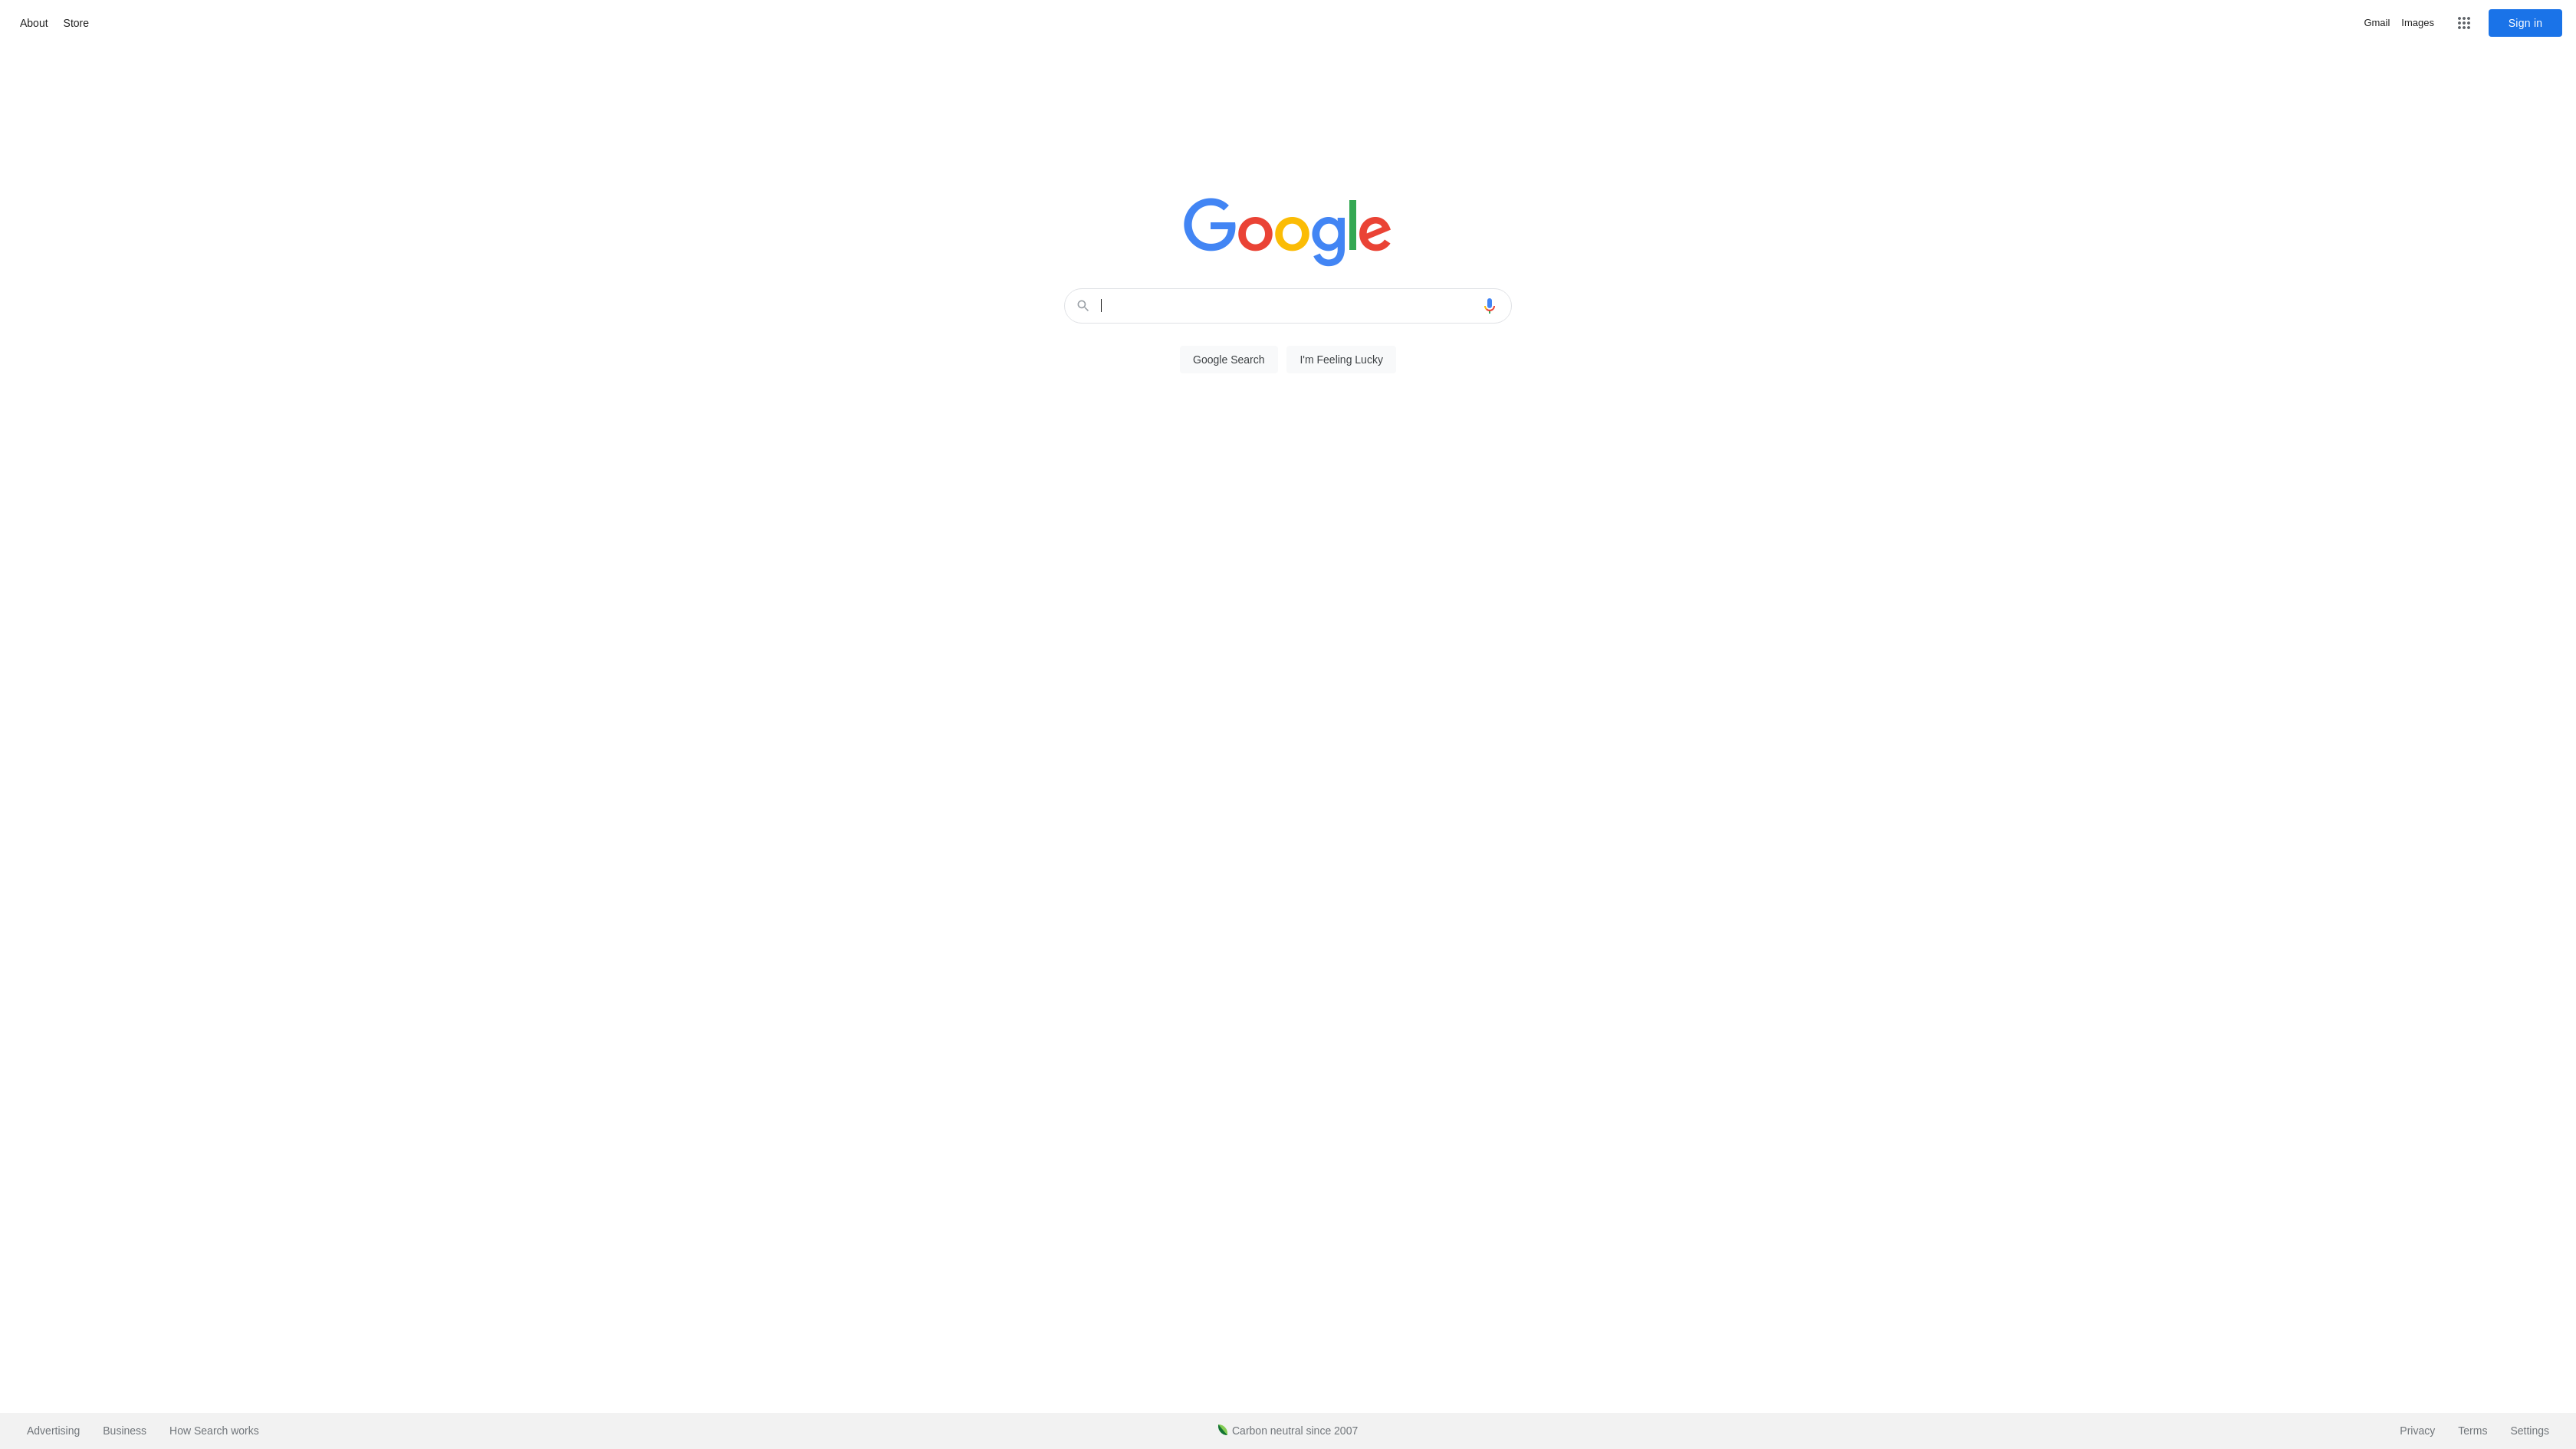 About Store Gmail Images Sign in
Google
Google Search I'm Feeling Lucky
Advertising Business How Search works Carbon neutral since 2007 Privacy Terms Settings